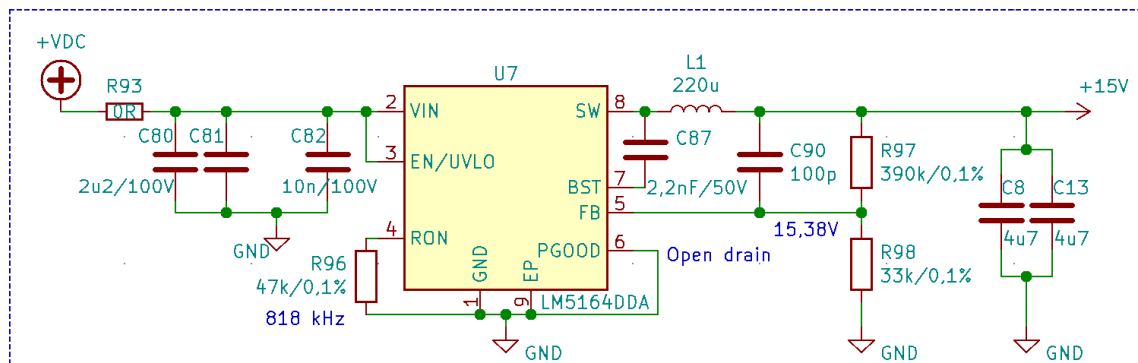 +VDC
R93
0R
C80
C81
C82
2u2/100V
10n/100V
GND
U7
2
VIN
3
EN/UVLO
4
RON
R96
47k/0,1%
818 kHz
SW
8
BST
7
FB
5
PGOOD
6
GND
1
EP
9
LM5164DDA
GND
L1
220u
C87
2,2nF/50V
C90
100p
15,38V
Open drain
R97
390k/0,1%
R98
33k/0,1%
GND
+15V
C8
4u7
C13
4u7
GND